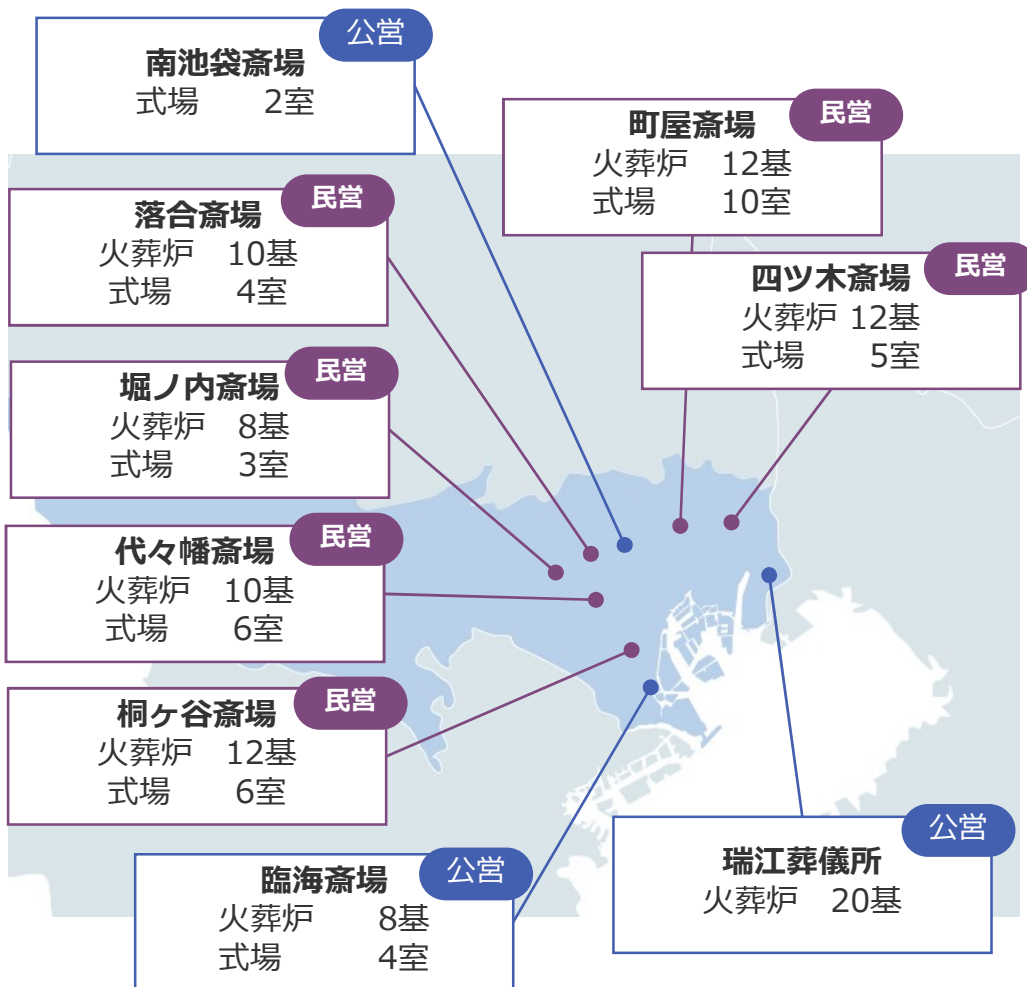 公営
南池袋斎場
式場 2室
民営
町屋斎場
火葬炉 12基
式場 10室
民営
落合斎場
火葬炉 10基
式場 4室
民営
四ツ木斎場
火葬炉 12基
式場 5室
民営
堀ノ内斎場
火葬炉 8基
式場 3室
民営
代々幡斎場
火葬炉 10基
式場 6室
民営
桐ヶ谷斎場
火葬炉 12基
式場 6室
公営
臨海斎場
火葬炉 8基
式場 4室
公営
瑞江葬儀所
火葬炉 20基